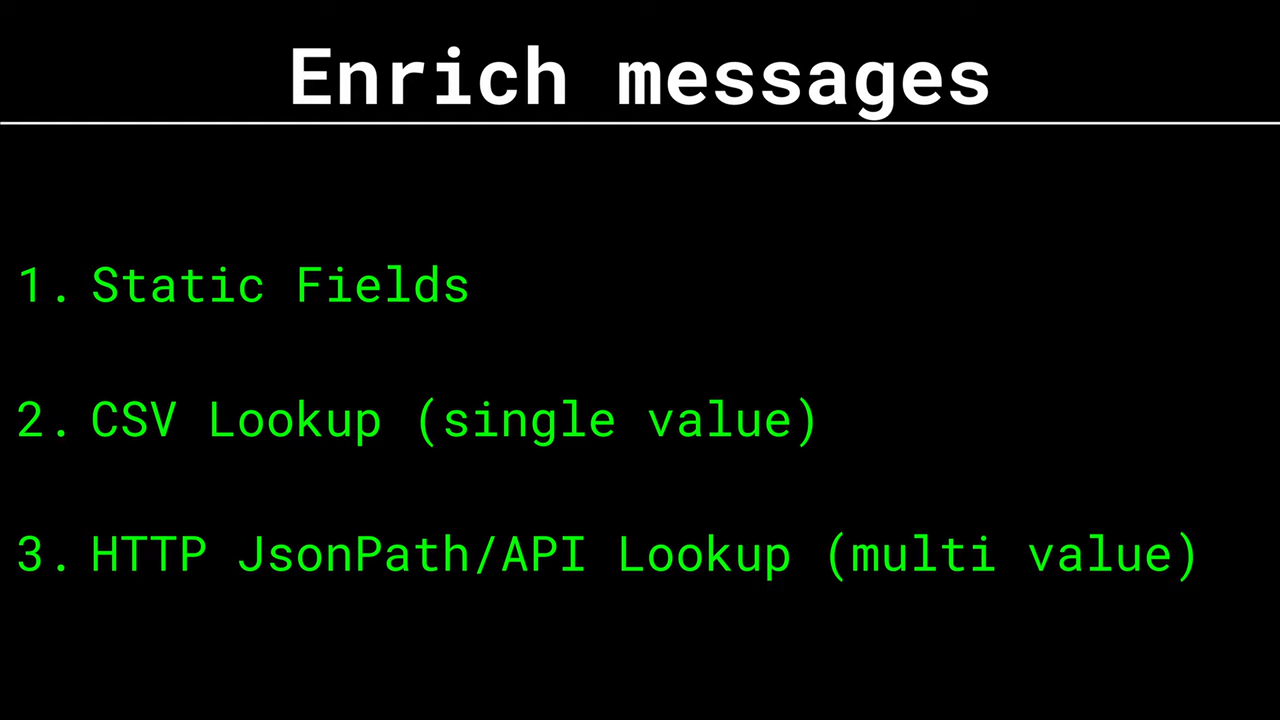 Enrich messages
1. Static Fields
2. CSV Lookup (single value)
3. HTTP JsonPath/API Lookup (multi value)